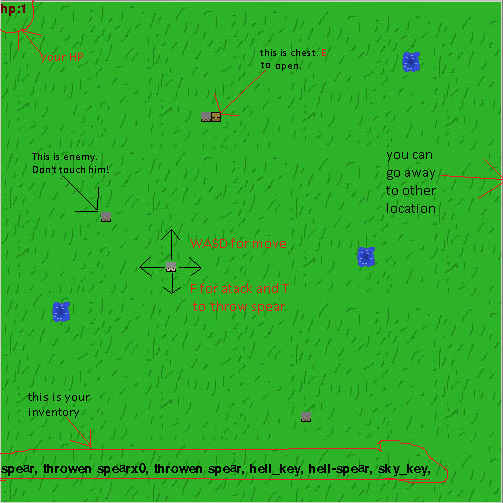 hp:1
your HP
this is chest. E
to open.
This is enemy.
Don't touch him!
you can
go away
to other
location
WASD for move
F for atack and T
to throw spear.
this is your
inventory
spear, throwen spearx0, throwen spear, hell_key, hell-spear, sky_key,